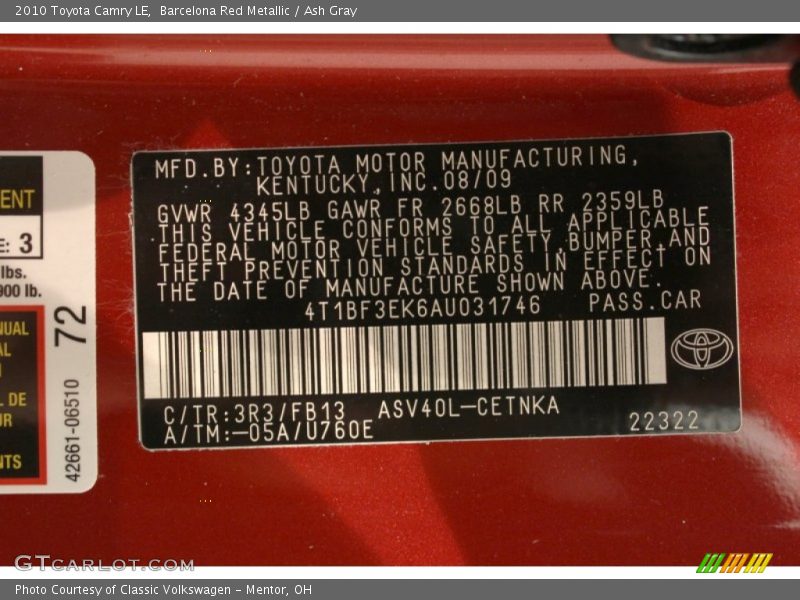 2010 Toyota Camry LE, Barcelona Red Metallic / Ash Gray
MFD.BY:TOYOTA MOTOR MANUFACTURING,
KENTUCKY,INC.08/09
GVWR 4345LB GAWR FR 2668LB RR 2359LB
THIS VEHICLE CONFORMS TO ALL APPLICABLE
FEDERAL MOTOR VEHICLE SAFETY,BUMPER,AND
THEFT PREVENTION STANDARDS IN EFFECT ON
THE DATE OF MANUFACTURE SHOWN ABOVE.
4T1BF3EK6AU031746 PASS.CAR
C/TR:3R3/FB13 ASV40L-CETNKA
A/TM:-05A/U760E
22322
ENT
E: 3
lbs.
900 lb.
NUAL
AL
DE
UR
NTS
72
42661-06510
GTCARLOT.COM
Photo Courtesy of Classic Volkswagen - Mentor, OH